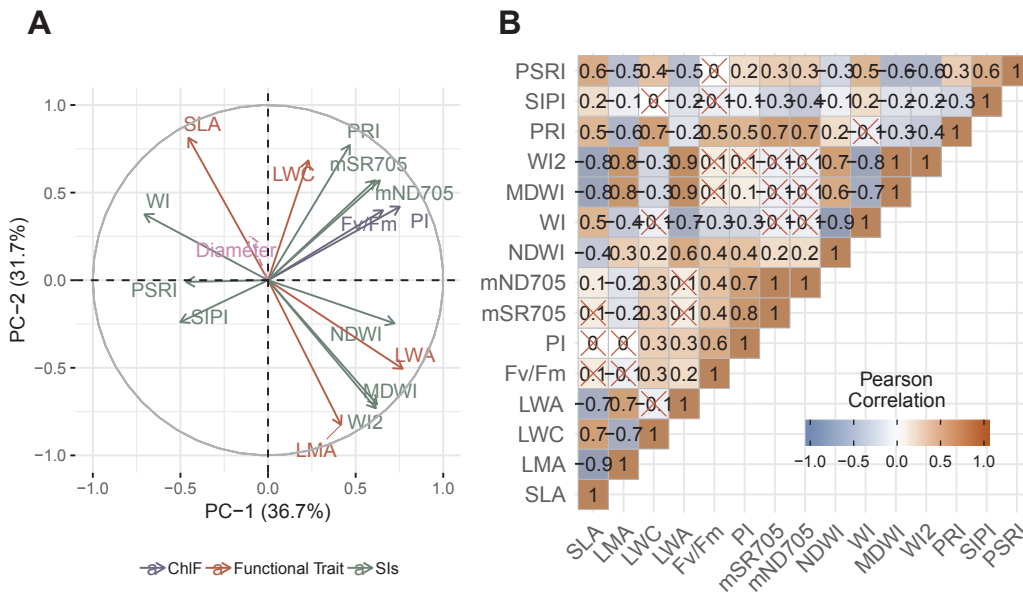 A
1.0
0.5
0.0
−0.5
−1.0
PC−2 (31.7%)
SLA
PRI
LWC
mSR705
mND705
WI
Fv/Fm
PI
Diameter
PSRI
SIPI
NDWI
LWA
MDWI
WI2
LMA
−1.0 −0.5 0.0 0.5 1.0
PC−1 (36.7%)
ChlF Functional Trait SIs
B
PSRI 0.6 −0.5 0.4 −0.5 0 0.2 0.3 0.3 −0.3 0.5 −0.6 −0.6 0.3 0.6 1
SIPI 0.2 −0.1 0 −0.2 −0.1 −0.1 −0.3 −0.4 −0.1 0.2 −0.2 −0.2 −0.3 1
PRI 0.5 −0.6 0.7 −0.2 0.5 0.5 0.7 0.7 0.2 −0.1 −0.3 −0.4 1
WI2 −0.8 0.8 −0.3 0.9 0.1 0.1 −0.1 −0.1 0.7 −0.8 1 1
MDWI −0.8 0.8 −0.3 0.9 0.1 0.1 −0.1 −0.1 0.6 −0.7 1
WI 0.5 −0.4 −0.1 −0.7 −0.3 −0.3 −0.1 −0.1 −0.9 1
NDWI −0.4 0.3 0.2 0.6 0.4 0.4 0.2 0.2 1
mND705 0.1 −0.2 0.3 0.1 0.4 0.7 1 1
mSR705 0.1 −0.2 0.3 0.1 0.4 0.8 1
PI 0 0 0.3 0.3 0.6 1
Fv/Fm 0.1 −0.1 0.3 0.2 1
LWA −0.7 0.7 −0.1 1
LWC 0.7 −0.7 1
LMA −0.9 1
SLA 1
SLA LMA LWC LWA Fv/Fm PI mSR705 mND705 NDWI WI MDWI WI2 PRI SIPI PSRI
Pearson
Correlation
−1.0 −0.5 0.0 0.5 1.0